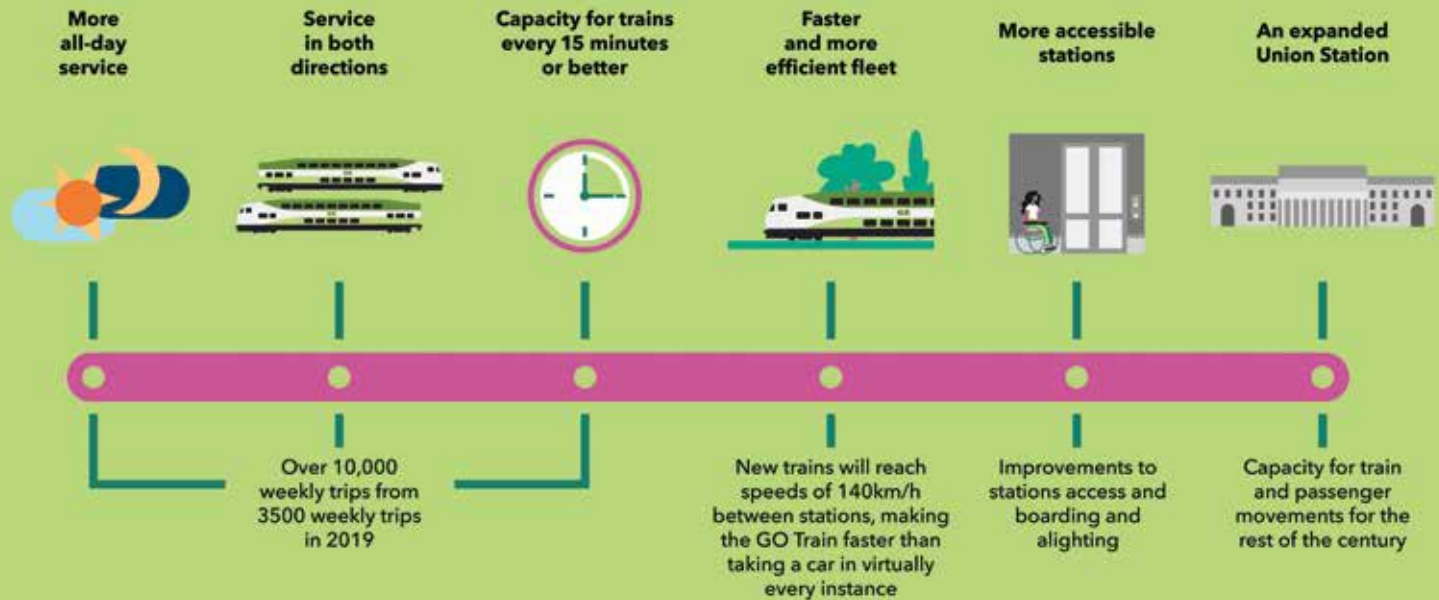 More
all-day
service
Service
in both
directions
Capacity for trains
every 15 minutes
or better
Faster
and more
efficient fleet
More accessible
stations
An expanded
Union Station
Over 10,000
weekly trips from
3500 weekly trips
in 2019
New trains will reach
speeds of 140km/h
between stations, making
the GO Train faster than
taking a car in virtually
every instance
Improvements to
stations access and
boarding and
alighting
Capacity for train
and passenger
movements for the
rest of the century